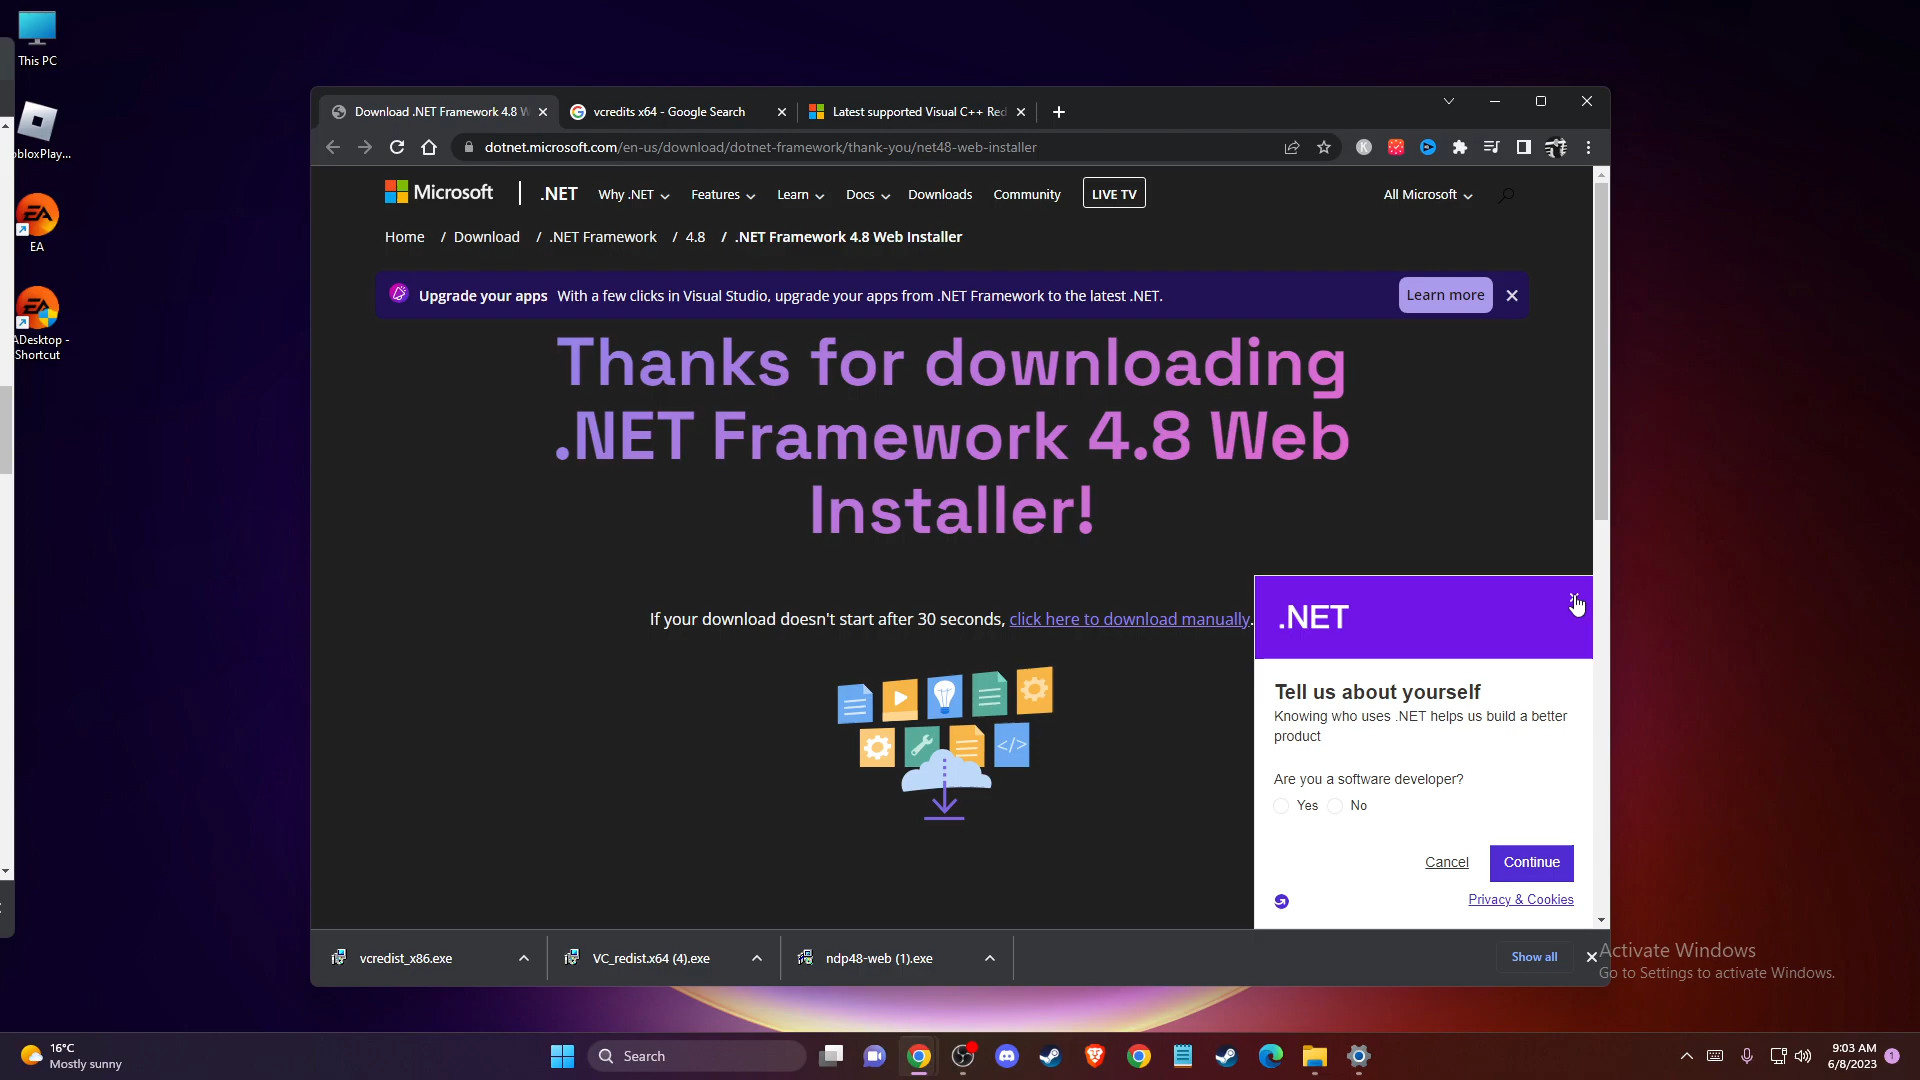 This PC
obloxPlay...
EA
EA
EA
ADesktop -
Shortcut
Download .NET Framework 4.8 W
vcredits x64 - Google Search
Latest supported Visual C++ Red
dotnet.microsoft.com/en-us/download/dotnet-framework/thank-you/net48-web-installer
K
Microsoft
.NET
Why .NET
Features
Learn
Docs
Downloads
Community
LIVE TV
All Microsoft
Home / Download / .NET Framework / 4.8 / .NET Framework 4.8 Web Installer
Upgrade your apps With a few clicks in Visual Studio, upgrade your apps from .NET Framework to the latest .NET.
Learn more
Thanks for downloading
.NET Framework 4.8 Web
Installer!
If your download doesn't start after 30 seconds, click here to download manually.
</>
.NET
Tell us about yourself
Knowing who uses .NET helps us build a better
product
Are you a software developer?
Yes No
Cancel
Continue
Privacy & Cookies
vcredist_x86.exe
VC_redist.x64 (4).exe
ndp48-web (1).exe
Show all
Activate Windows
Go to Settings to activate Windows.
16°C
Mostly sunny
Search
9:03 AM
6/8/2023
1